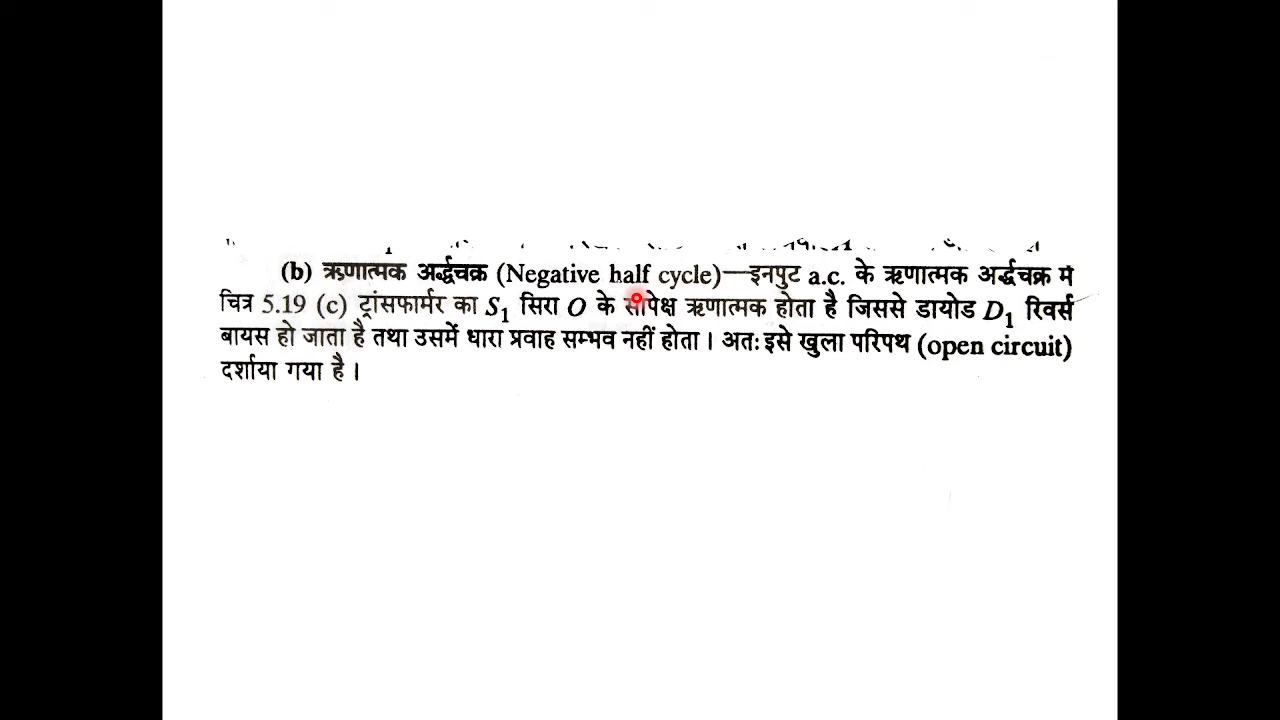 (b) ऋणात्मक अर्द्धचक्र (Negative half cycle)—इनपुट a.c. के ऋणात्मक अर्द्धचक्र में
चित्र 5.19 (c) ट्रांसफार्मर का S₁ सिरा O के सापेक्ष ऋणात्मक होता है जिससे डायोड D₁ रिवर्स
बायस हो जाता है तथा उसमें धारा प्रवाह सम्भव नहीं होता। अतः इसे खुला परिपथ (open circuit)
दर्शाया गया है।